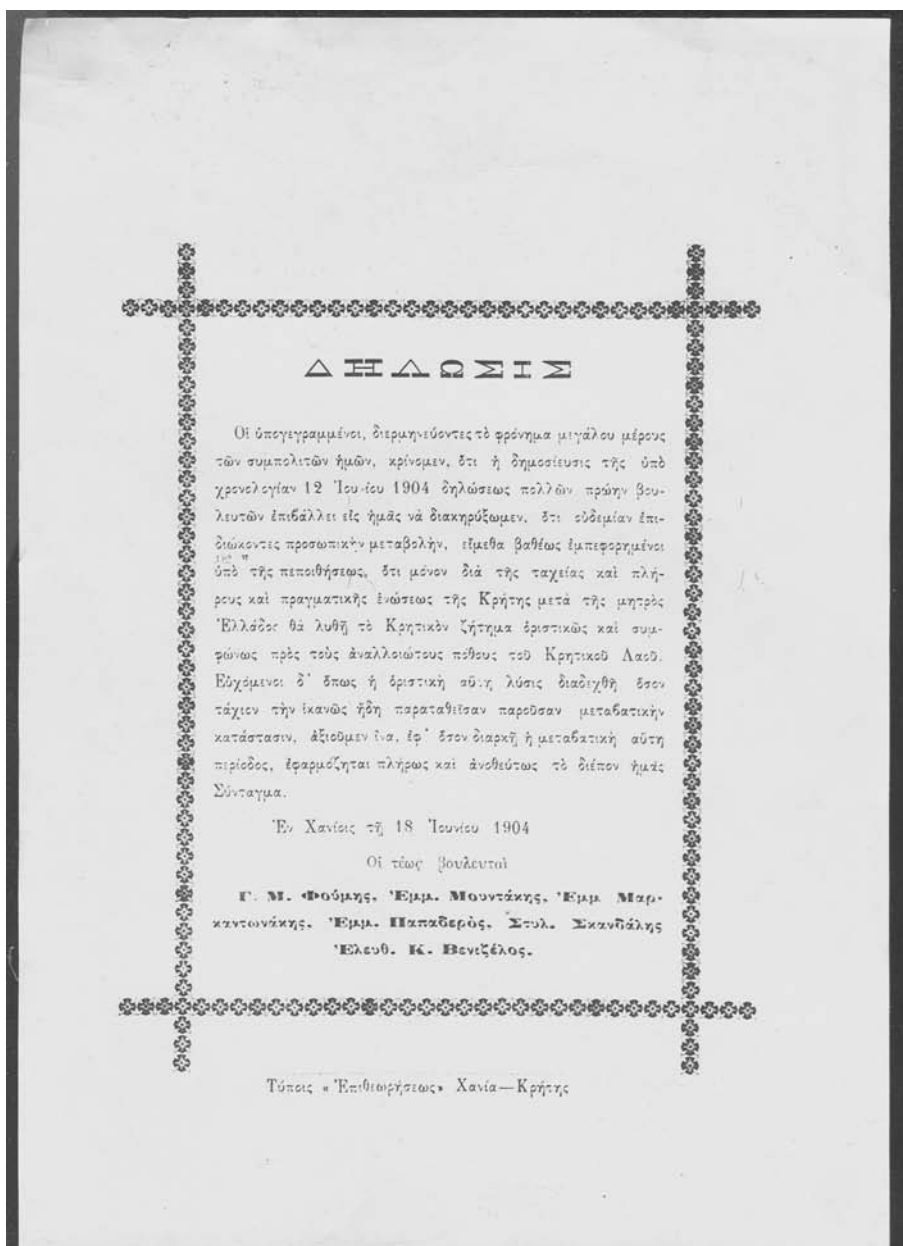 ΔΗΛΩΣΙΣ
Οἱ ὑπογεγραμμένοι, διερμηνεύοντες τὸ φρόνημα μεγάλου μέρους
τῶν συμπολιτῶν ἡμῶν, κρίνομεν, ὅτι ἡ δημοσίευσις τῆς ὑπὸ
χρονολογίαν 12 Ἰουνίου 1904 δηλώσεως πολλῶν πρώην βου-
λευτῶν ἐπιβάλλει εἰς ἡμᾶς νὰ διακηρύξωμεν, ὅτι οὐδεμίαν ἐπι-
διώκοντες προσωπικὴν μεταβολὴν, εἴμεθα βαθέως ἐμπεφορημένοι
ὑπὸ τῆς πεποιθήσεως, ὅτι μόνον διὰ τῆς ταχείας καὶ πλή-
ρους καὶ πραγματικῆς ἑνώσεως τῆς Κρήτης μετὰ τῆς μητρὸς
Ἑλλάδος θὰ λυθῇ τὸ Κρητικὸν ζήτημα ὁριστικῶς καὶ συμ-
φώνως πρὸς τοὺς ἀναλλοιώτους πόθους τοῦ Κρητικοῦ Λαοῦ.
Εὐχόμενοι δ' ὅπως ἡ ὁριστικὴ αὕτη λύσις διαδεχθῇ ὅσον
τάχιον τὴν ἱκανῶς ἤδη παραταθεῖσαν παροῦσαν μεταβατικὴν
κατάστασιν, ἀξιοῦμεν ἵνα, ἐφ' ὅσον διαρκῇ ἡ μεταβατικὴ αὕτη
περίοδος, ἐφαρμόζηται πλήρως καὶ ἀνοθεύτως τὸ διέπον ἡμᾶς
Σύνταγμα.
Ἐν Χανίοις τῇ 18 Ἰουνίου 1904
Οἱ τέως βουλευταὶ
Γ. Μ. Φούμης, Ἐμμ. Μουντάκης, Ἐμμ Μαρ-
καντωνάκης, Ἐμμ. Παπαδερὸς, Στυλ. Σκανδάλης
Ἐλευθ. Κ. Βενιζέλος.
Τύποις «Ἐπιθεωρήσεως» Χανία—Κρήτης